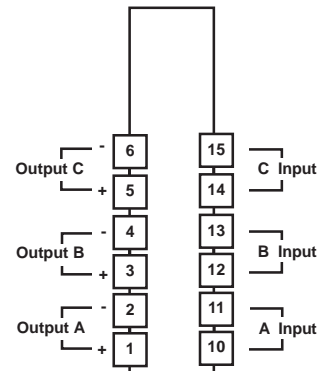 - 6 15
Output C C Input
+ 5 14
- 4 13
Output B B Input
+ 3 12
- 2 11
Output A A Input
+ 1 10